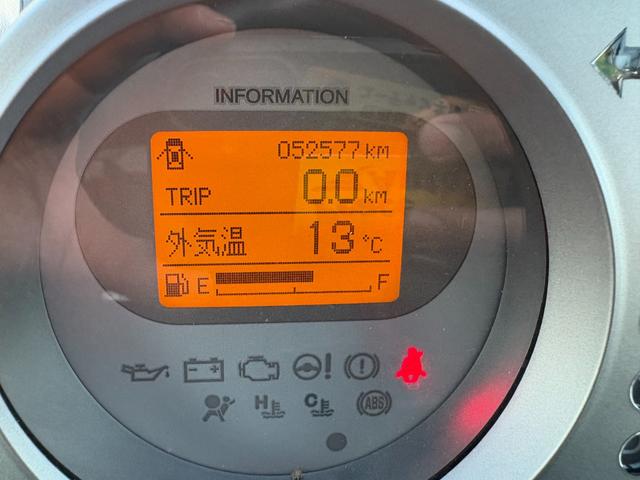 INFORMATION
052577 km
TRIP 0.0 km
外気温 13 °C
E F
H C ABS